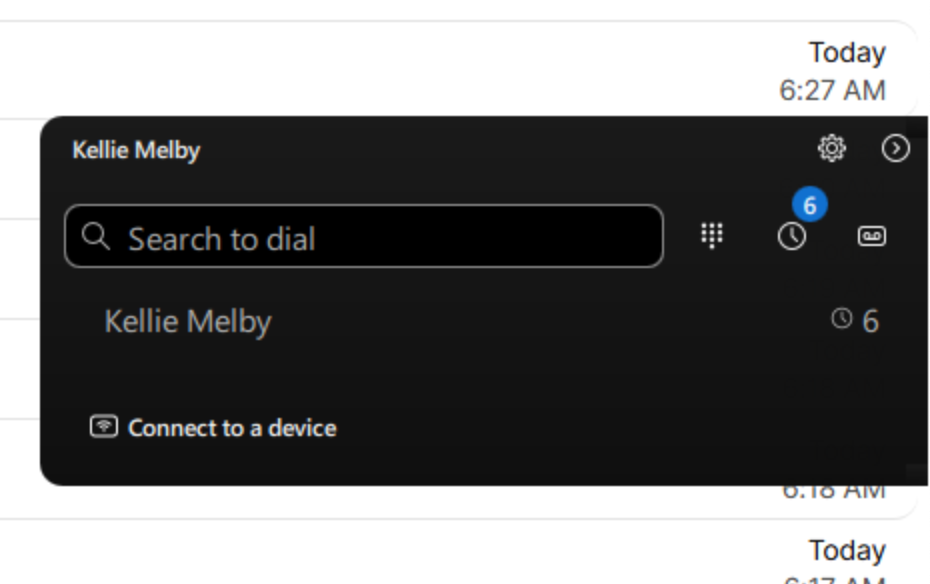 Today
6:27 AM
Kellie Melby
6
Search to dial
Kellie Melby 6
Connect to a device
6:18 AM
Today
6:17 AM